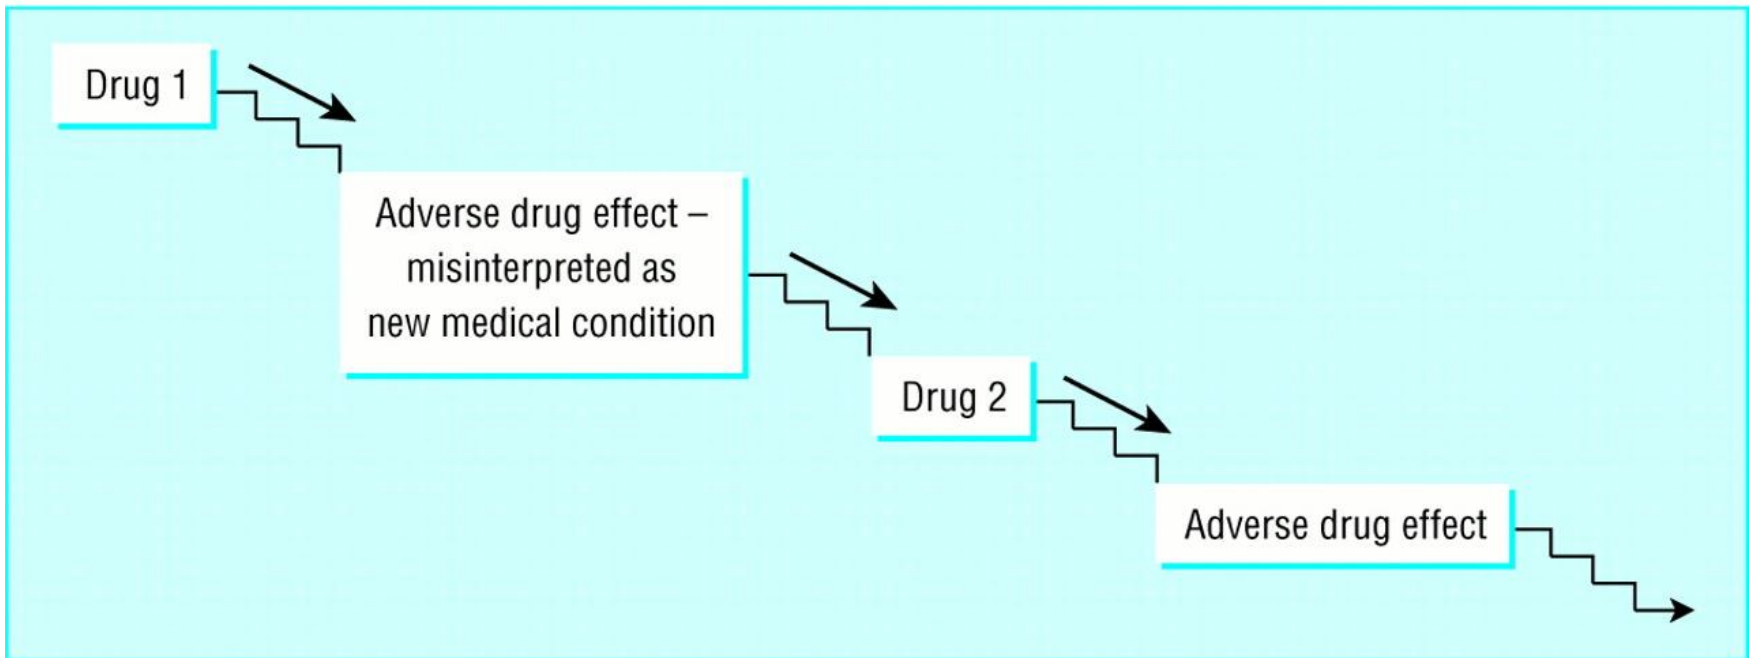 Drug 1
Adverse drug effect –
misinterpreted as
new medical condition
Drug 2
Adverse drug effect